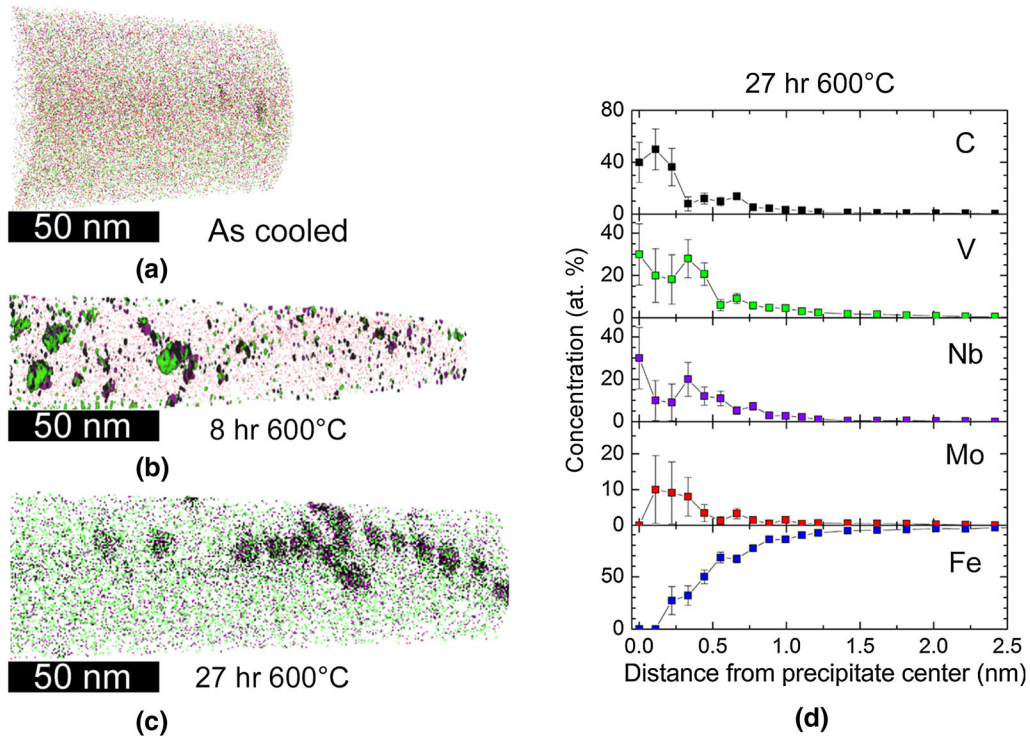 50 nm
As cooled
(a)
50 nm
8 hr 600°C
(b)
50 nm
27 hr 600°C
(c)
27 hr 600°C
Concentration (at. %)
80
40
0
C
40
20
0
V
40
20
0
Nb
20
10
0
Mo
50
0
Fe
0.0 0.5 1.0 1.5 2.0 2.5
Distance from precipitate center (nm)
(d)